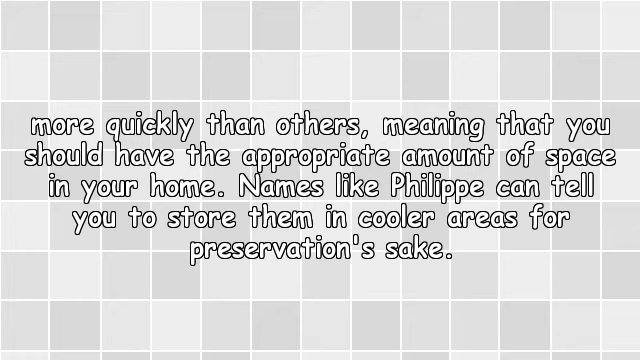 more quickly than others, meaning that you
should have the appropriate amount of space
in your home. Names like Philippe can tell
you to store them in cooler areas for
preservation's sake.